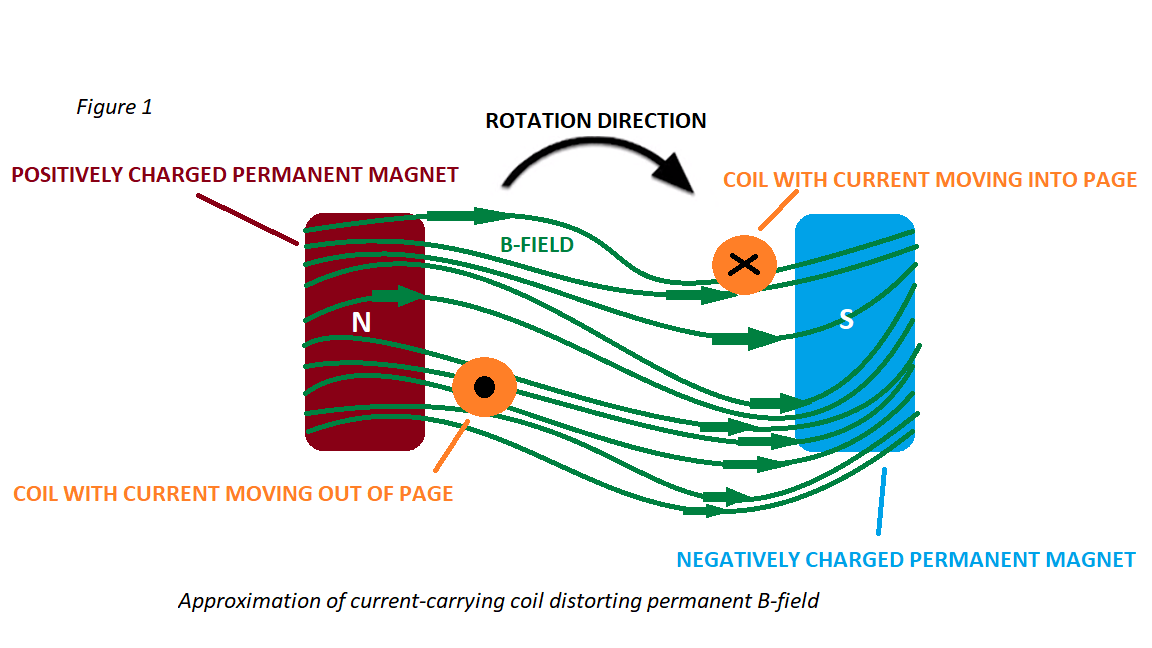 Figure 1
ROTATION DIRECTION
POSITIVELY CHARGED PERMANENT MAGNET
COIL WITH CURRENT MOVING INTO PAGE
B-FIELD
N
S
COIL WITH CURRENT MOVING OUT OF PAGE
NEGATIVELY CHARGED PERMANENT MAGNET
Approximation of current-carrying coil distorting permanent B-field